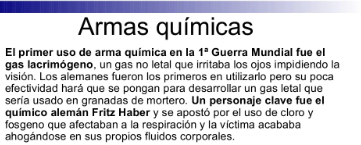 Armas químicas
El primer uso de arma química en la 1ª Guerra Mundial fue el
gas lacrimógeno, un gas no letal que irritaba los ojos impidiendo la
visión. Los alemanes fueron los primeros en utilizarlo pero su poca
efectividad hará que se pongan para desarrollar un gas letal que
sería usado en granadas de mortero. Un personaje clave fue el
químico alemán Fritz Haber y se apostó por el uso de cloro y
fosgeno que afectaban a la respiración y la víctima acababa
ahogándose en sus propios fluidos corporales.